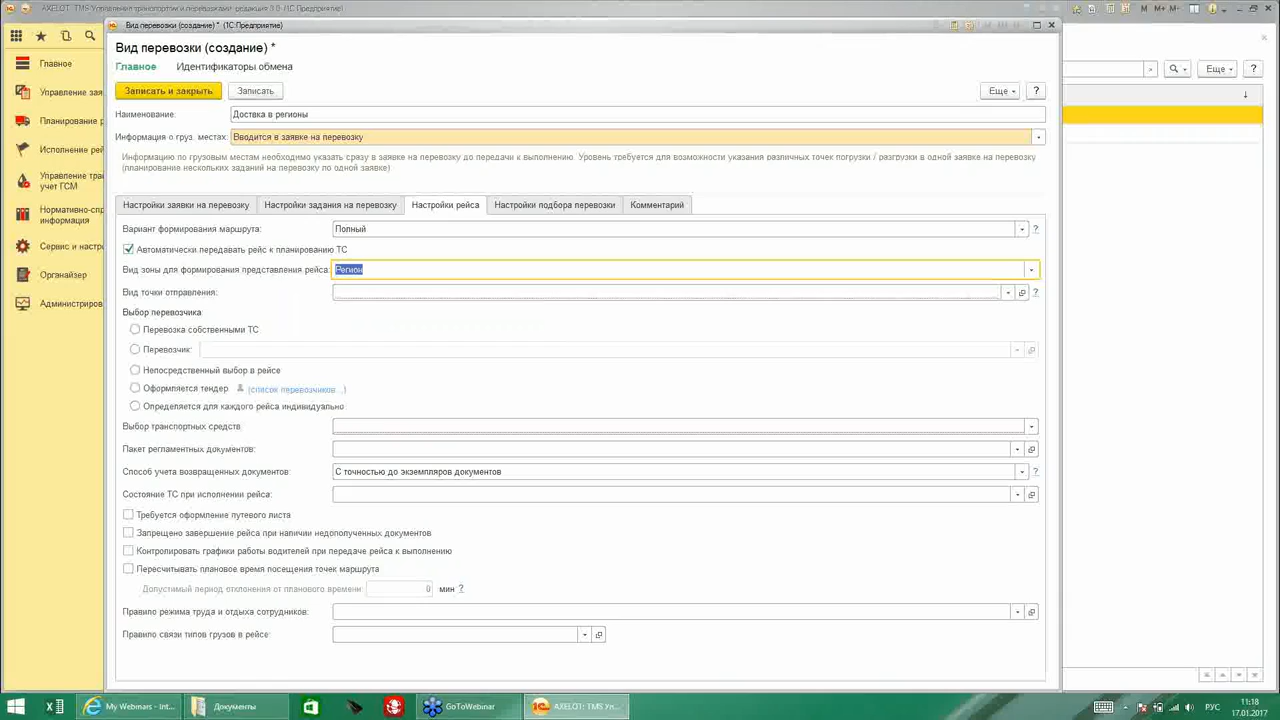 AXELOT: TMS Управление транспортом и перевозками, редакция 3.0 (1С:Предприятие)
Вид перевозки (создание) * (1С:Предприятие)
M M+ M-
Главное
Управление зая
Планирование р
Исполнение рей
Управление тра
учет ГСМ
Нормативно-спр
информация
Сервис и настр
Органайзер
Администриров
Вид перевозки (создание) *
Главное Идентификаторы обмена
Записать и закрыть Записать Еще ?
Еще ?
Наименование: Доствка в регионы
Информация о груз. местах: Вводится в заявке на перевозку
Информацию по грузовым местам необходимо указать сразу в заявке на перевозку до передачи к выполнению. Уровень требуется для возможности указания различных точек погрузки / разгрузки в одной заявке на перевозку
(планирование нескольких заданий на перевозку по одной заявке)
Настройки заявки на перевозку Настройки задания на перевозку Настройки рейса Настройки подбора перевозки Комментарий
Вариант формирования маршрута: Полный ?
Автоматически передавать рейс к планированию ТС
Вид зоны для формирования представления рейса: Регион
Вид точки отправления: ?
Выбор перевозчика
Перевозка собственными ТС
Перевозчик:
Непосредственный выбор в рейсе
Оформляется тендер (список перевозчиков...)
Определяется для каждого рейса индивидуально
Выбор транспортных средств
Пакет регламентных документов:
Способ учета возвращенных документов: С точностью до экземпляров документов ?
Состояние ТС при исполнении рейса:
Требуется оформление путевого листа
Запрещено завершение рейса при наличии недополученных документов
Контролировать графики работы водителей при передаче рейса к выполнению
Пересчитывать плановое время посещения точек маршрута
Допустимый период отклонения от планового времени: 0 мин ?
Правило режима труда и отдыха сотрудников:
Правило связи типов грузов в рейсе:
My Webinars - Int... Документы GoToWebinar AXELOT: TMS Уп... РУС 11:18
17.01.2017